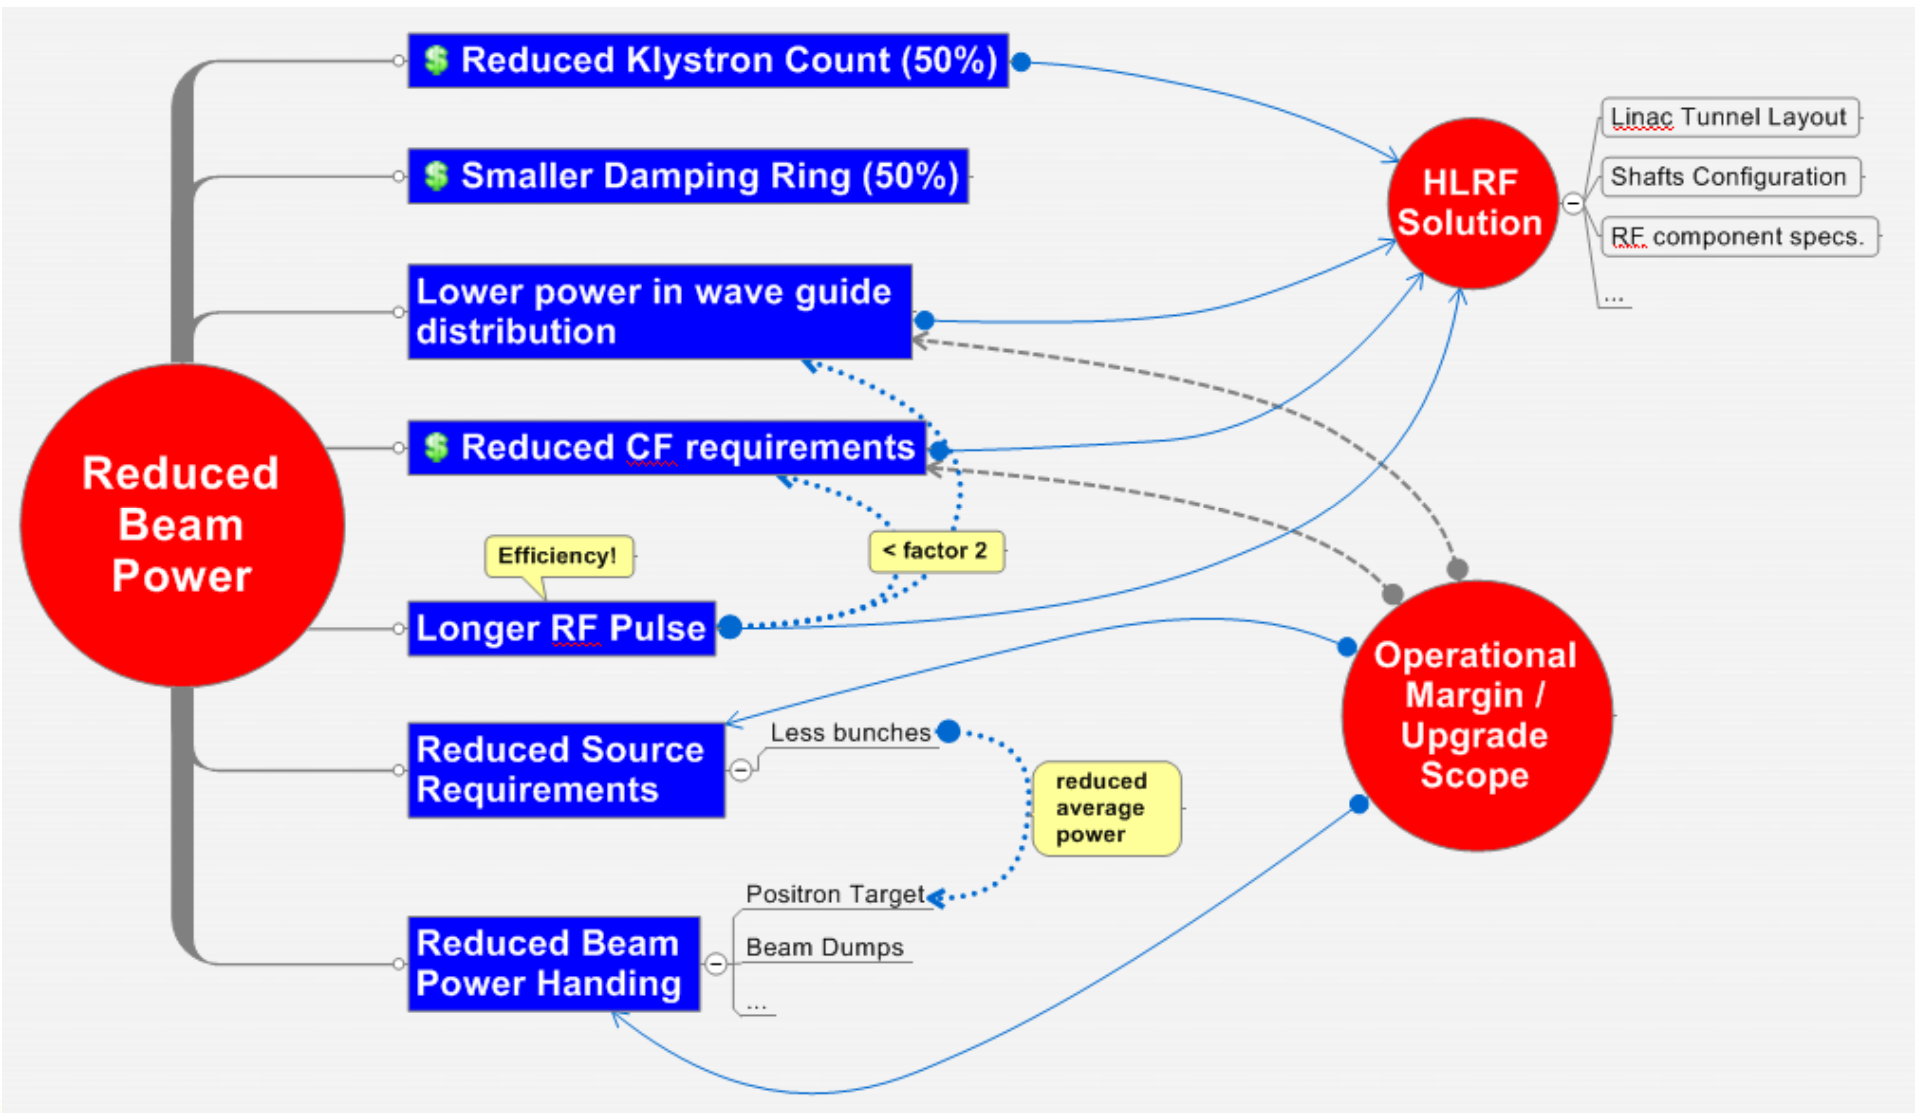 $ Reduced Klystron Count (50%)
$ Smaller Damping Ring (50%)
Lower power in wave guide
distribution
$ Reduced CF requirements
Efficiency!
< factor 2
Longer RF Pulse
Reduced
Beam
Power
Reduced Source
Requirements
Less bunches
reduced
average
power
Reduced Beam
Power Handing
Positron Target
Beam Dumps
...
HLRF
Solution
Linac Tunnel Layout
Shafts Configuration
RF component specs.
...
Operational
Margin /
Upgrade
Scope